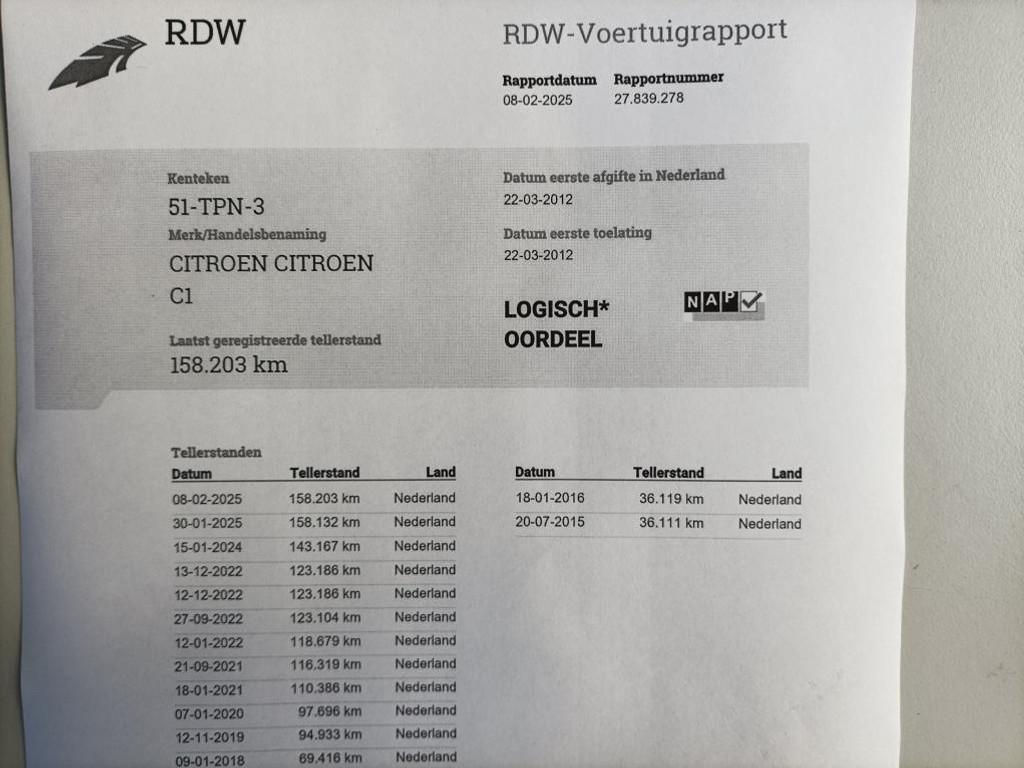 RDW
RDW-Voertuigrapport
Rapportdatum Rapportnummer
08-02-2025 27.839.278
Kenteken
51-TPN-3
Merk/Handelsbenaming
CITROEN CITROEN
C1
Laatst geregistreerde tellerstand
158.203 km
Datum eerste afgifte in Nederland
22-03-2012
Datum eerste toelating
22-03-2012
LOGISCH*
OORDEEL
NAP
Tellerstanden
Datum Tellerstand Land
08-02-2025 158.203 km Nederland
30-01-2025 158.132 km Nederland
15-01-2024 143.167 km Nederland
13-12-2022 123.186 km Nederland
12-12-2022 123.186 km Nederland
27-09-2022 123.104 km Nederland
12-01-2022 118.679 km Nederland
21-09-2021 116.319 km Nederland
18-01-2021 110.386 km Nederland
07-01-2020 97.696 km Nederland
12-11-2019 94.933 km Nederland
09-01-2018 69.416 km Nederland
Datum Tellerstand Land
18-01-2016 36.119 km Nederland
20-07-2015 36.111 km Nederland